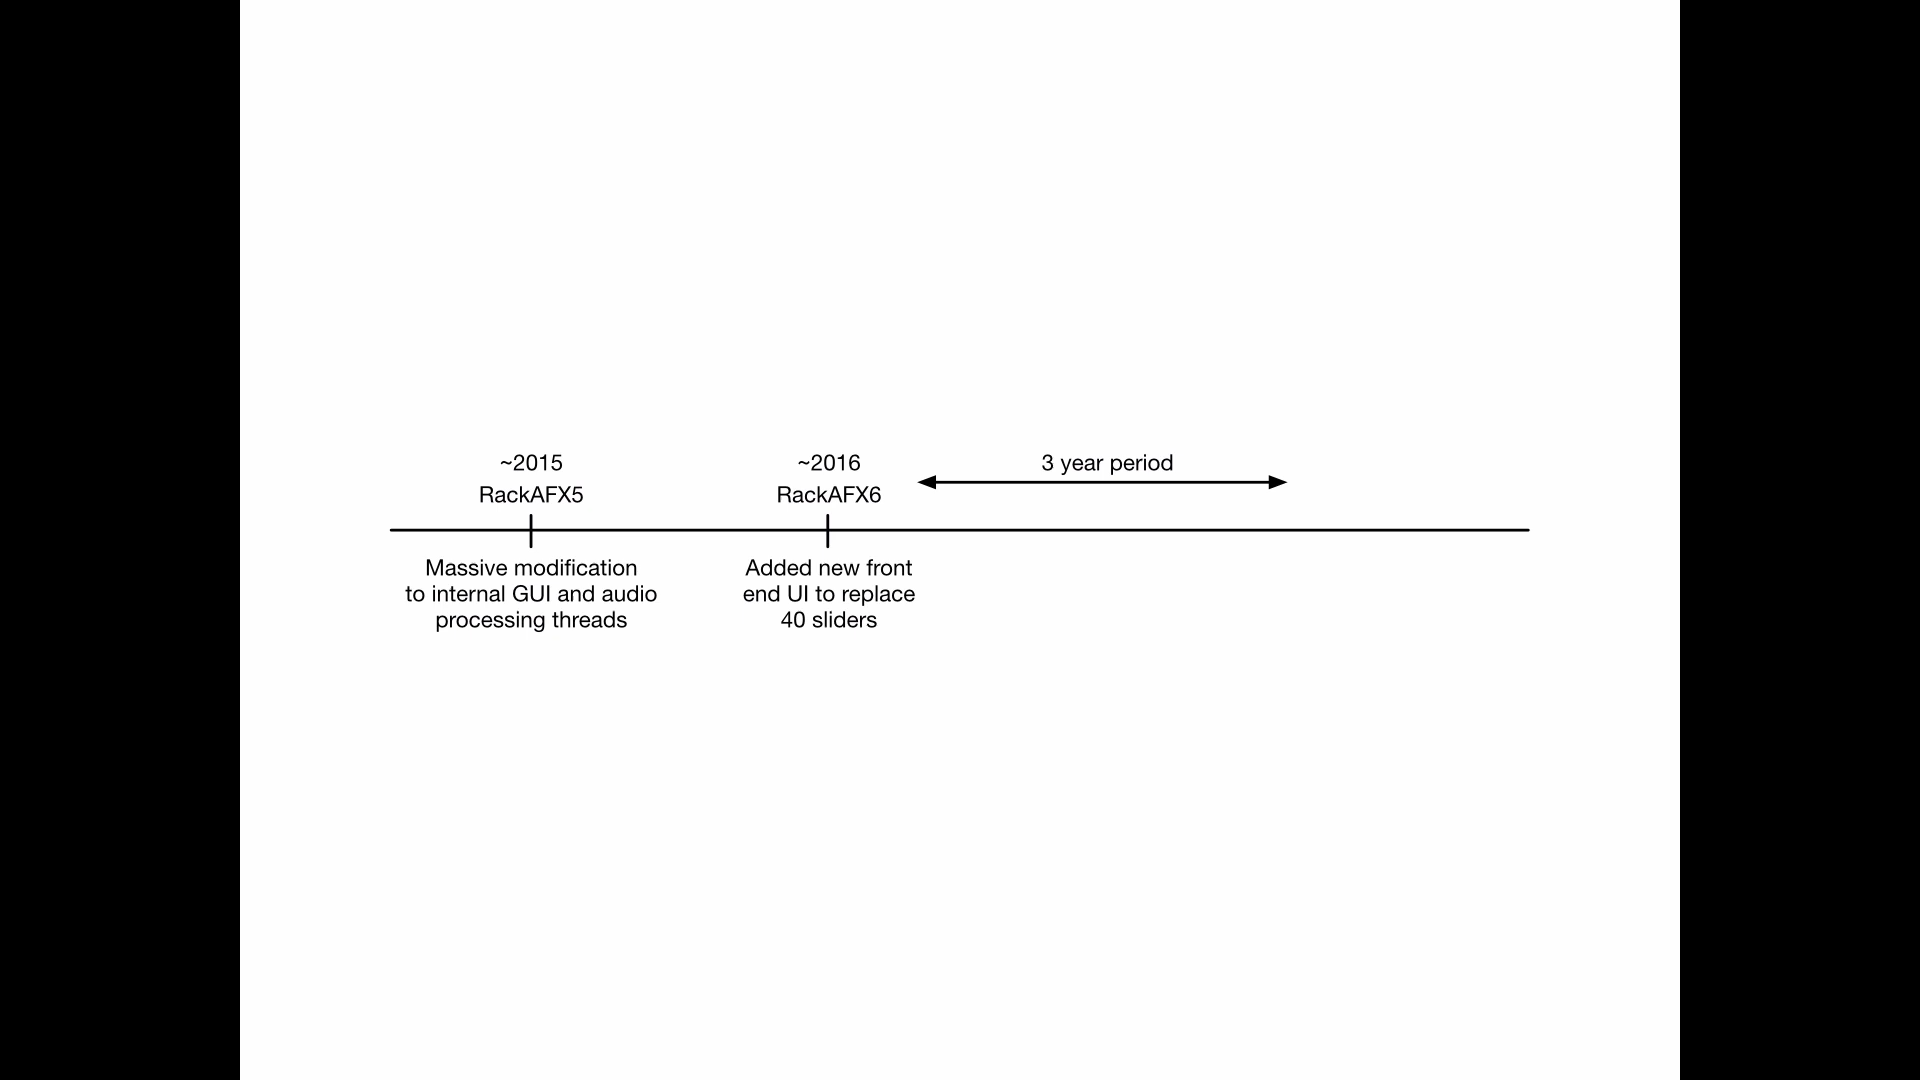 ~2015
RackAFX5
Massive modification
to internal GUI and audio
processing threads
~2016
RackAFX6
Added new front
end UI to replace
40 sliders
3 year period